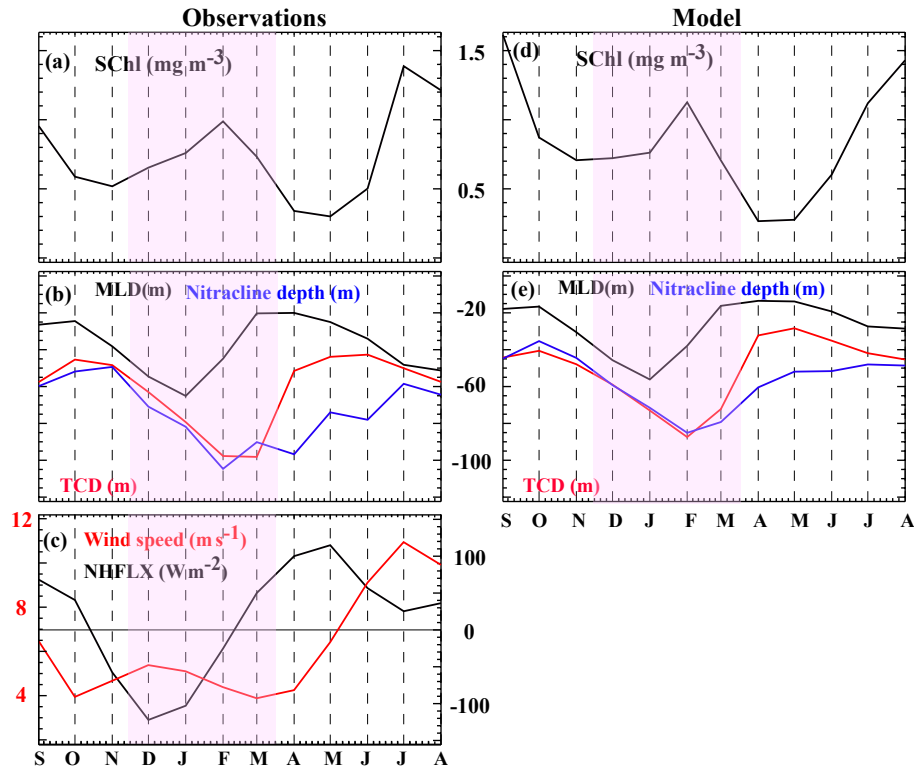 Observations Model
(a) SChl (mg m-3)
(d) SChl (mg m-3)
1.5
0.5
(b) MLD(m) Nitracline depth (m)
(e) MLD(m) Nitracline depth (m)
-20
-60
-100
TCD (m)
TCD (m)
S O N D J F M A M J J A
12
8
4
(c) Wind speed (m s-1)
NHFLX (W m-2)
100
0
-100
S O N D J F M A M J J A